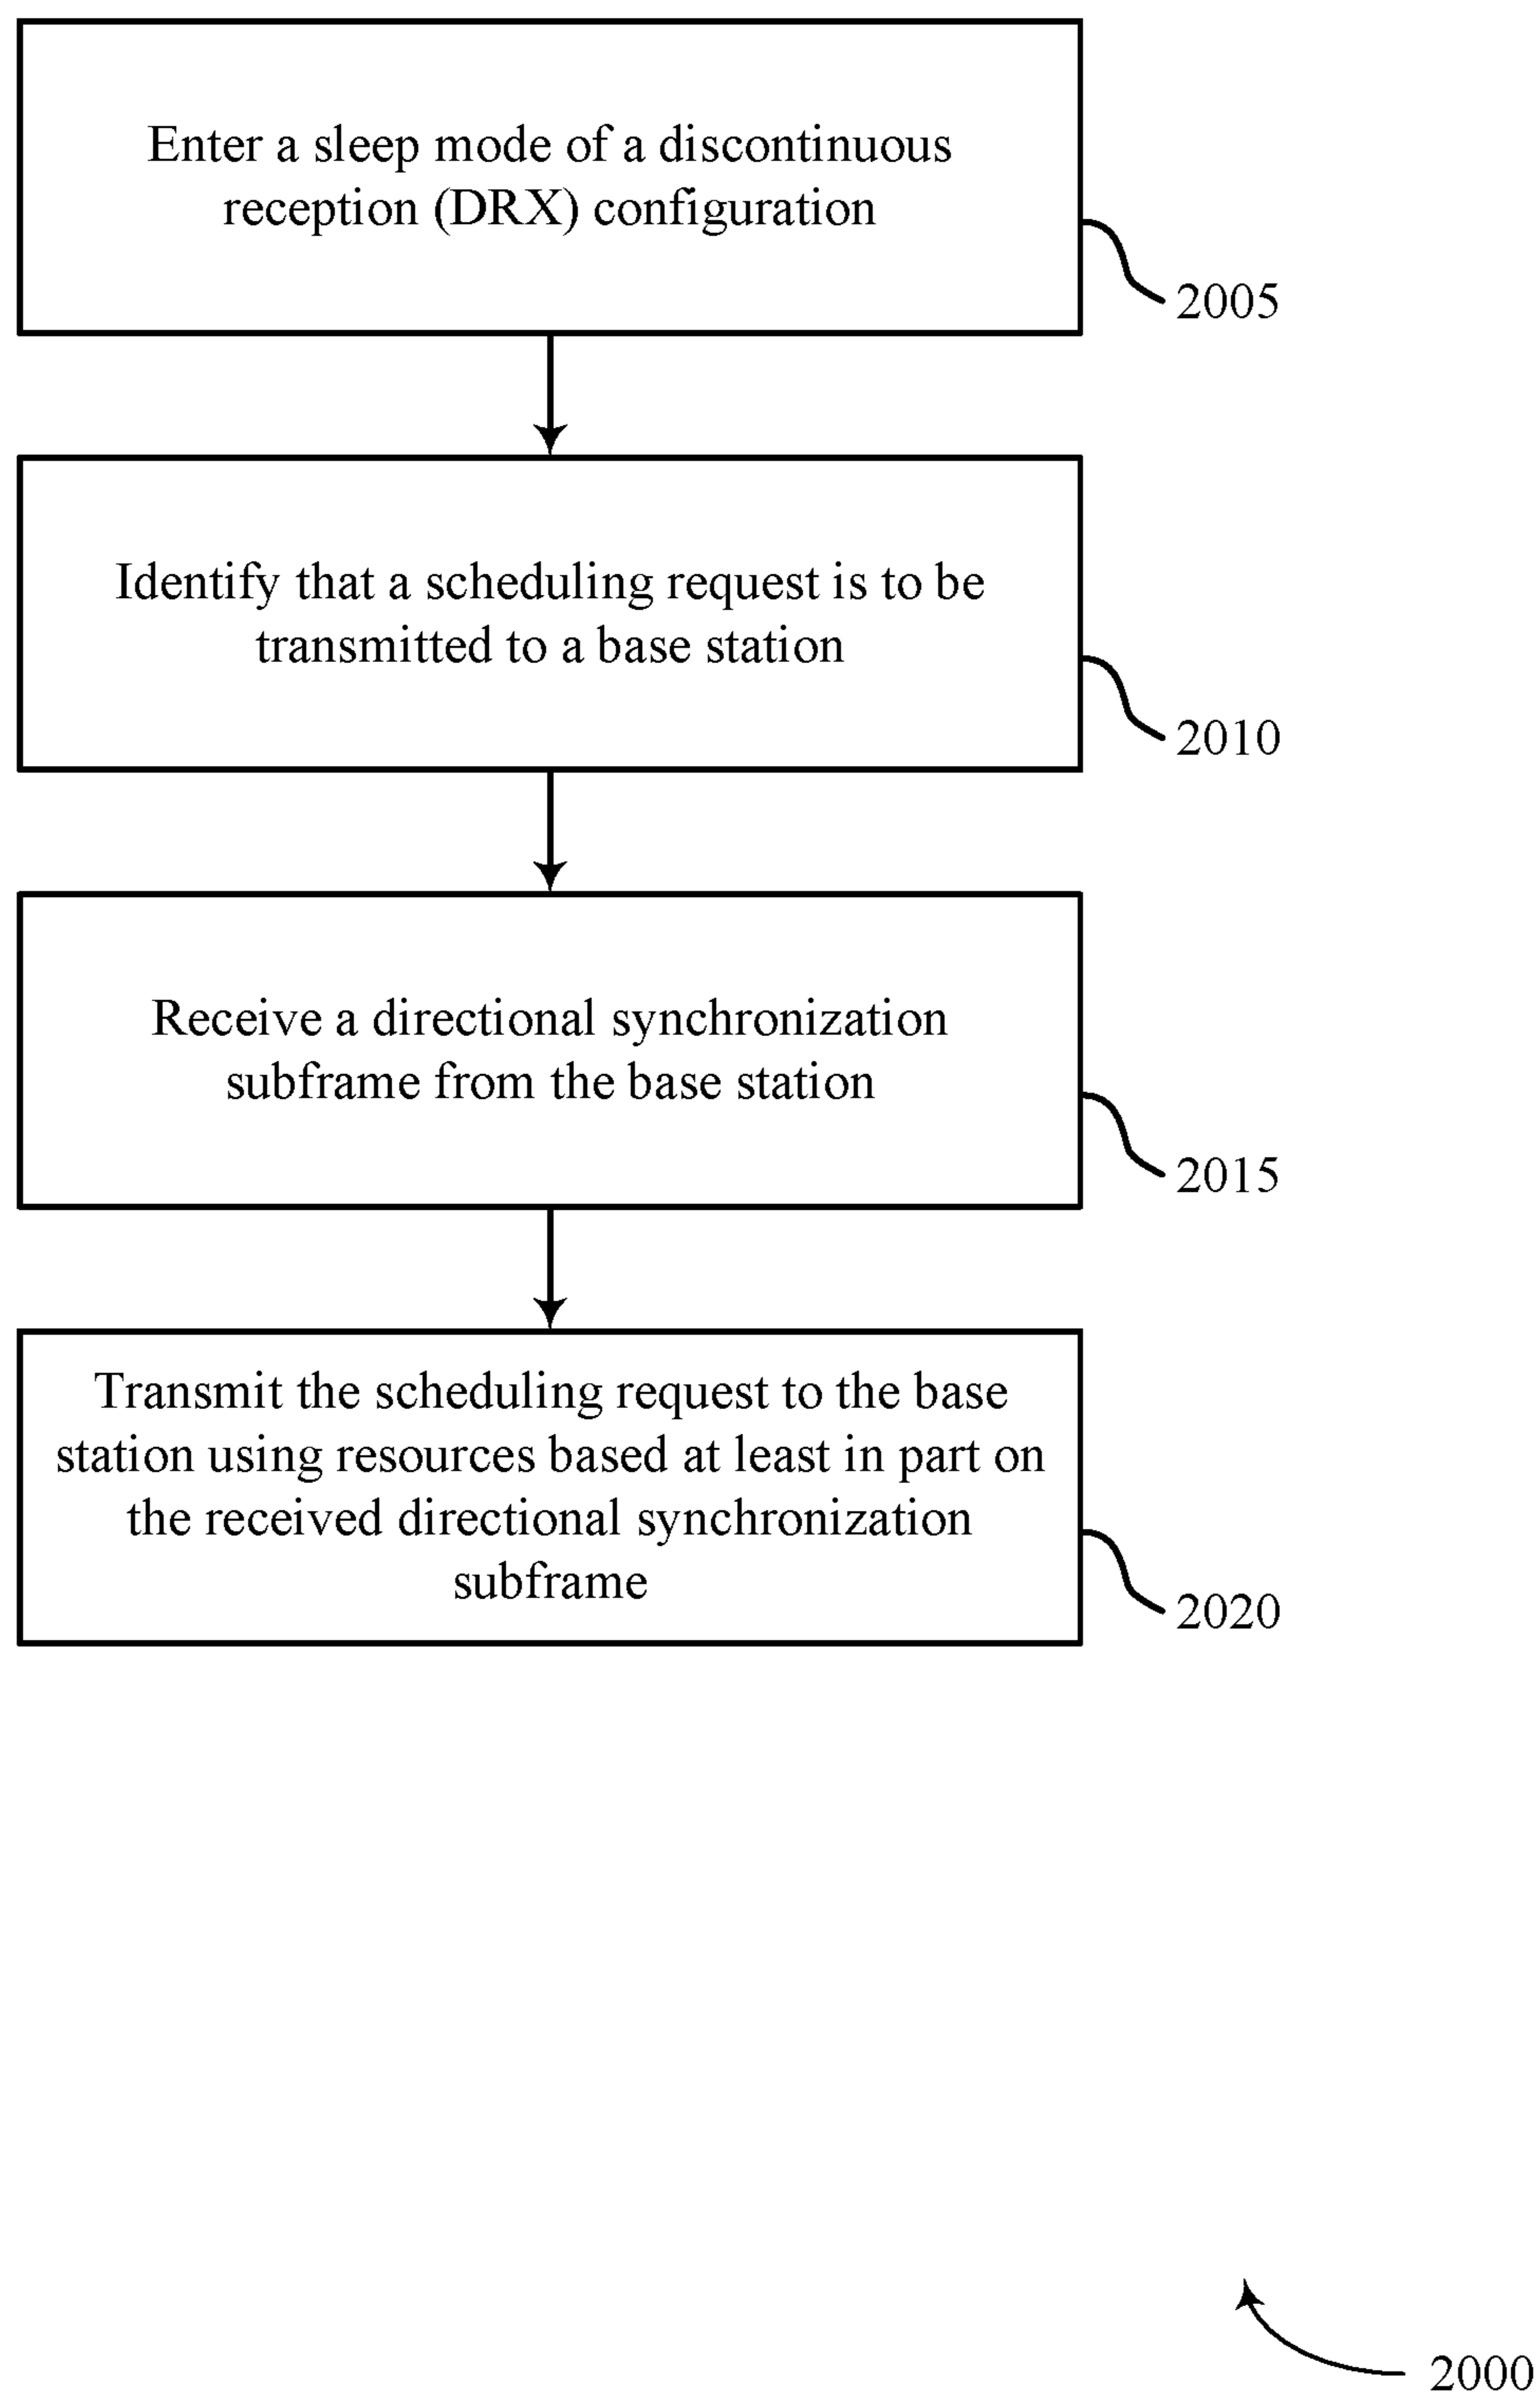 Enter a sleep mode of a discontinuous
reception (DRX) configuration
2005
Identify that a scheduling request is to be
transmitted to a base station
2010
Receive a directional synchronization
subframe from the base station
2015
Transmit the scheduling request to the base
station using resources based at least in part on
the received directional synchronization
subframe
2020
2000